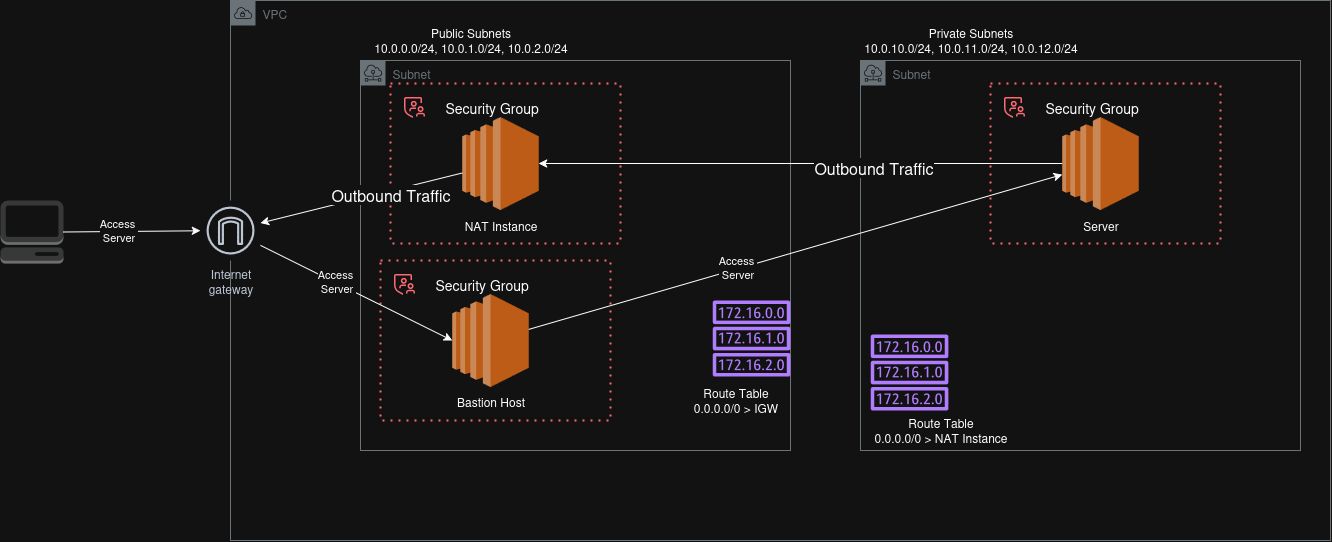 VPC
Public Subnets
10.0.0.0/24, 10.0.1.0/24, 10.0.2.0/24
Private Subnets
10.0.10.0/24, 10.0.11.0/24, 10.0.12.0/24
Subnet
Subnet
Security Group
Security Group
Outbound Traffic
Outbound Traffic
NAT Instance
Server
Access
Server
Internet
gateway
Access
Server
Access
Server
Security Group
Bastion Host
172.16.0.0
172.16.1.0
172.16.2.0
Route Table
0.0.0.0/0 > IGW
172.16.0.0
172.16.1.0
172.16.2.0
Route Table
0.0.0.0/0 > NAT Instance